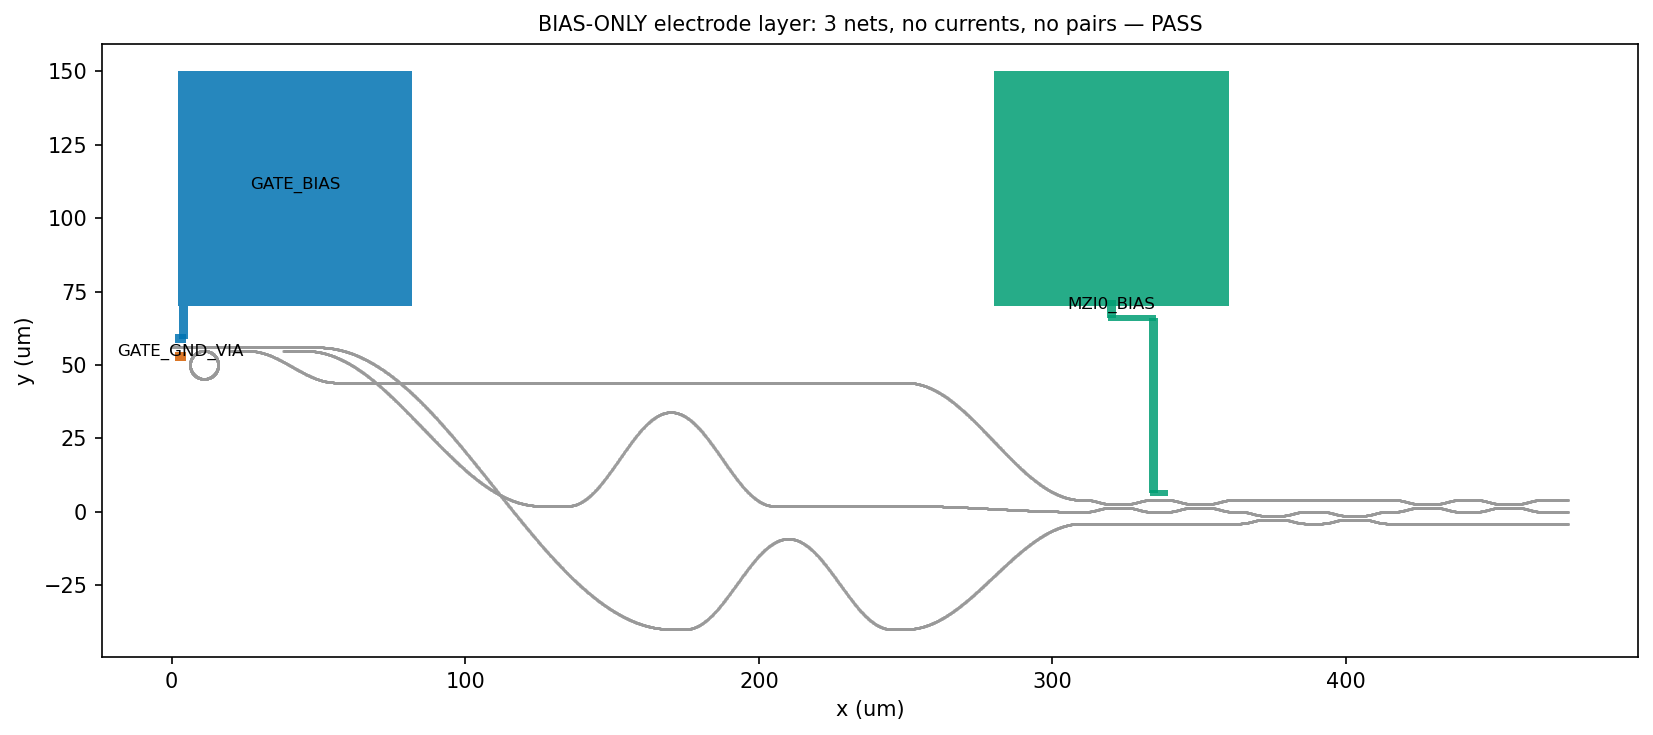 BIAS-ONLY electrode layer: 3 nets, no currents, no pairs — PASS
150
125
100
75
50
25
0
−25
y (um)
GATE_BIAS
MZI0_BIAS
GATE_GND_VIA
0
100
200
300
400
x (um)